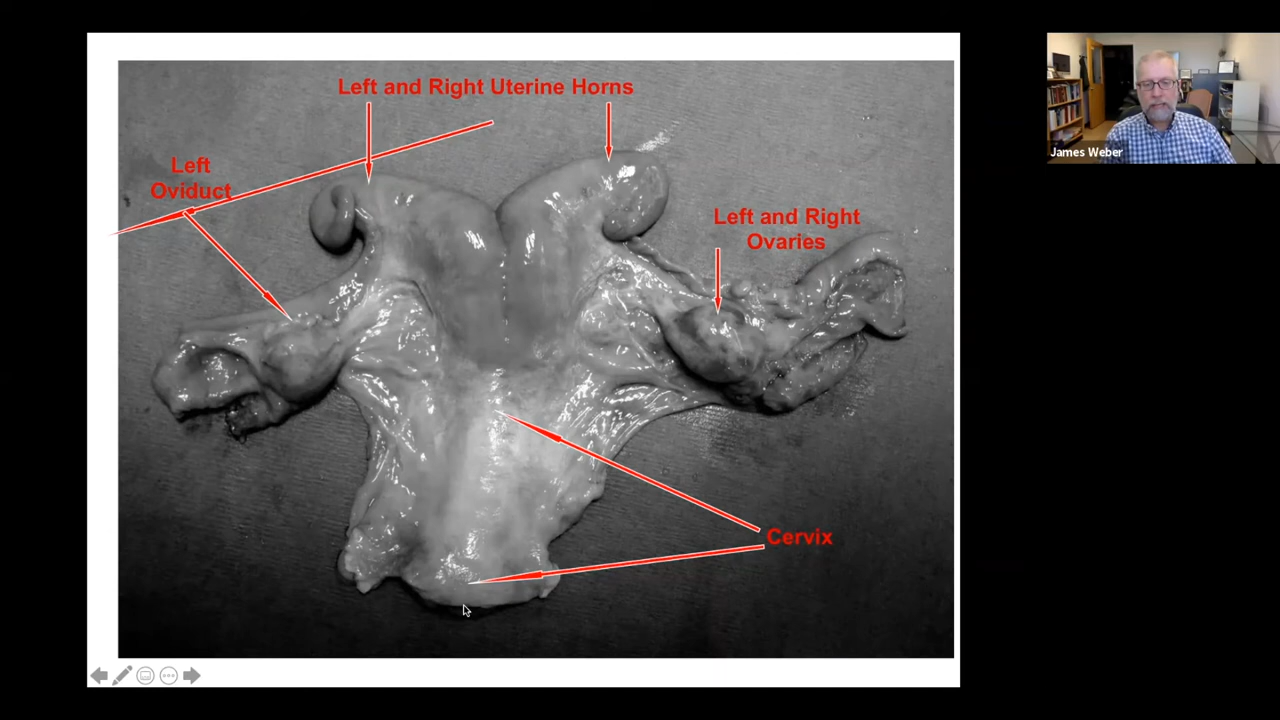 Left and Right Uterine Horns
Left
Oviduct
Left and Right
Ovaries
Cervix
James Weber